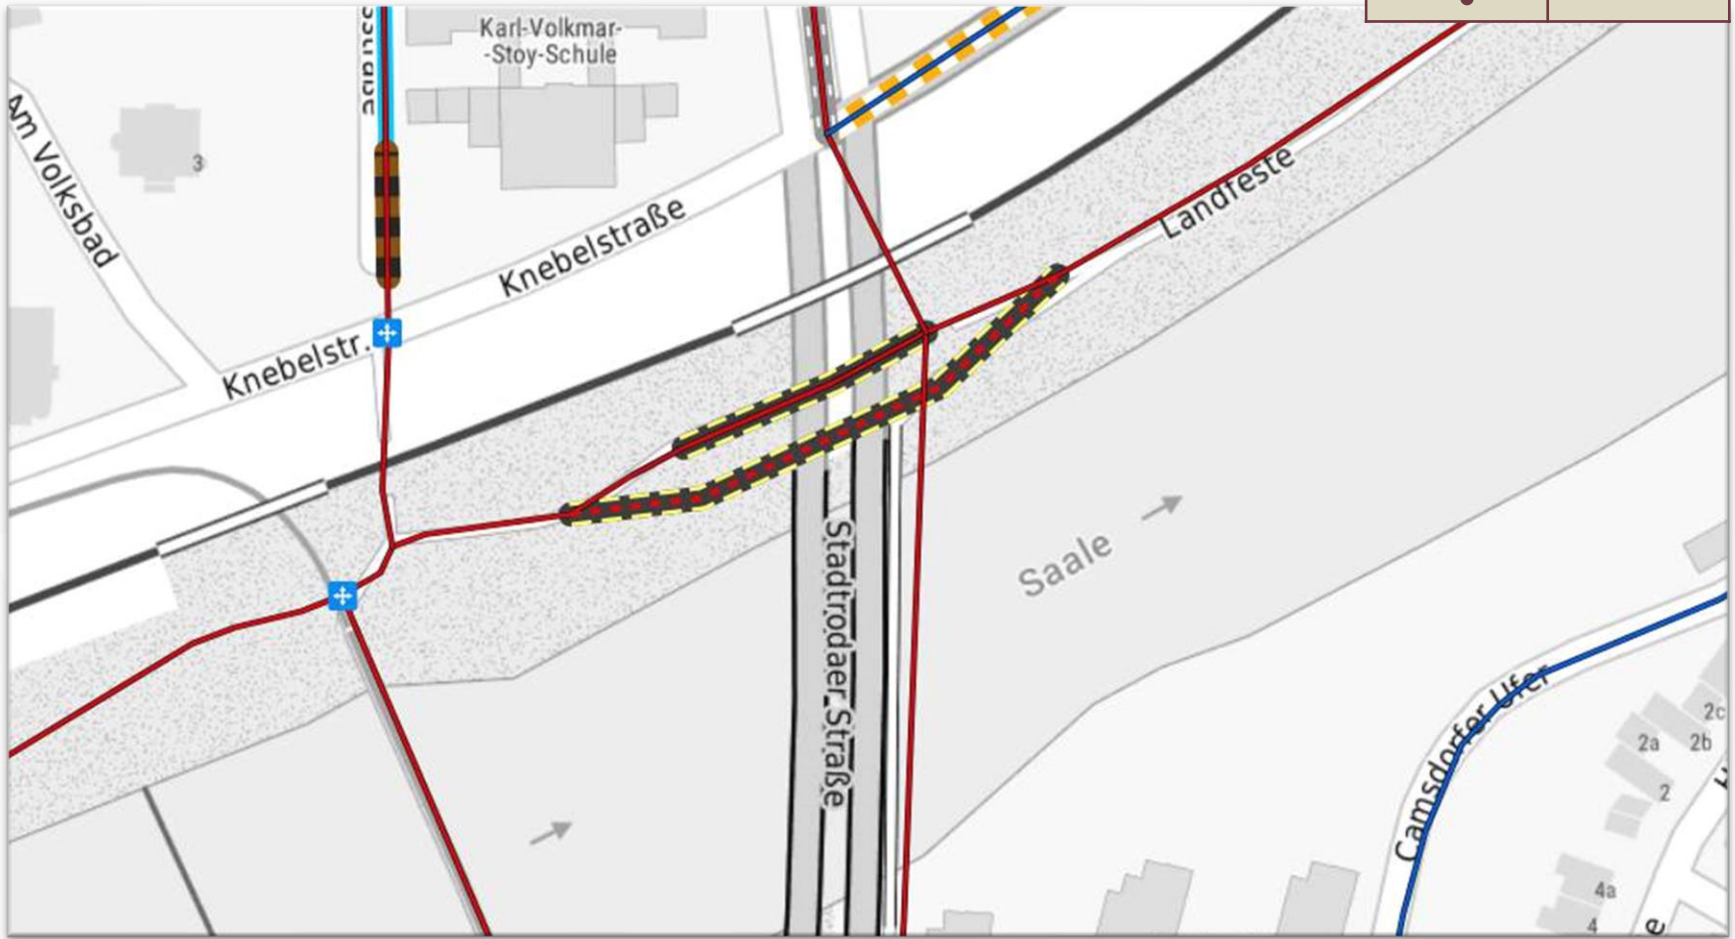 Karl-Volkmar-
-Stoy-Schule
Am Volksbad
3
Knebelstraße
Knebelstr.
Landfeste
Stadtrodaer Straße
Saale
Camsdorfer Ufer
2c
2a
2b
2
4a
4
e